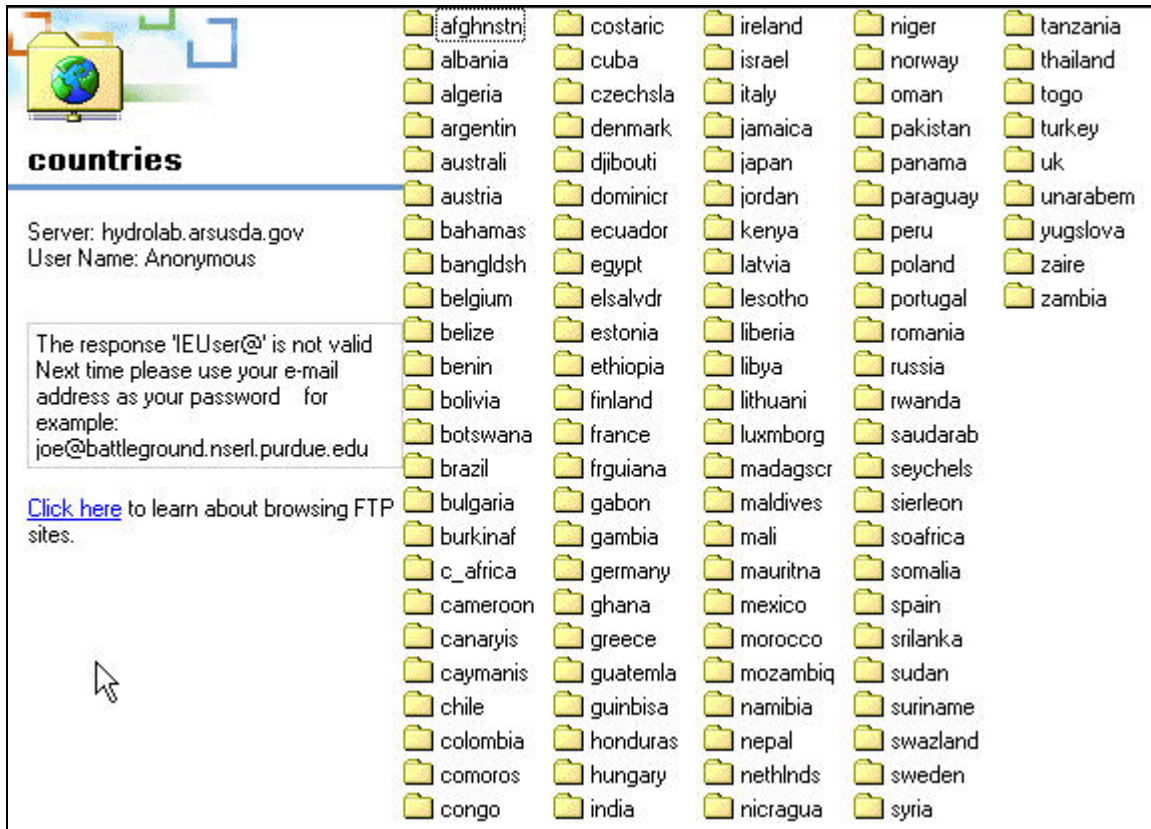 countries
Server: hydrolab.arsusda.gov
User Name: Anonymous
The response 'IEUser@' is not valid
Next time please use your e-mail
address as your password    for
example:
joe@battleground.nserl.purdue.edu
Click here to learn about browsing FTP
sites.
afghnstn
albania
algeria
argentin
australi
austria
bahamas
bangldsh
belgium
belize
benin
bolivia
botswana
brazil
bulgaria
burkinaf
c_africa
cameroon
canaryis
caymanis
chile
colombia
comoros
congo
costaric
cuba
czechsla
denmark
djibouti
dominicr
ecuador
egypt
elsalvdr
estonia
ethiopia
finland
france
frguiana
gabon
gambia
germany
ghana
greece
guatemla
guinbisa
honduras
hungary
india
ireland
israel
italy
jamaica
japan
jordan
kenya
latvia
lesotho
liberia
libya
lithuani
luxmborg
madagscr
maldives
mali
mauritna
mexico
morocco
mozambiq
namibia
nepal
nethlnds
nicragua
niger
norway
oman
pakistan
panama
paraguay
peru
poland
portugal
romania
russia
rwanda
saudarab
seychels
sierleon
soafrica
somalia
spain
srilanka
sudan
suriname
swazland
sweden
syria
tanzania
thailand
togo
turkey
uk
unarabem
yugslova
zaire
zambia